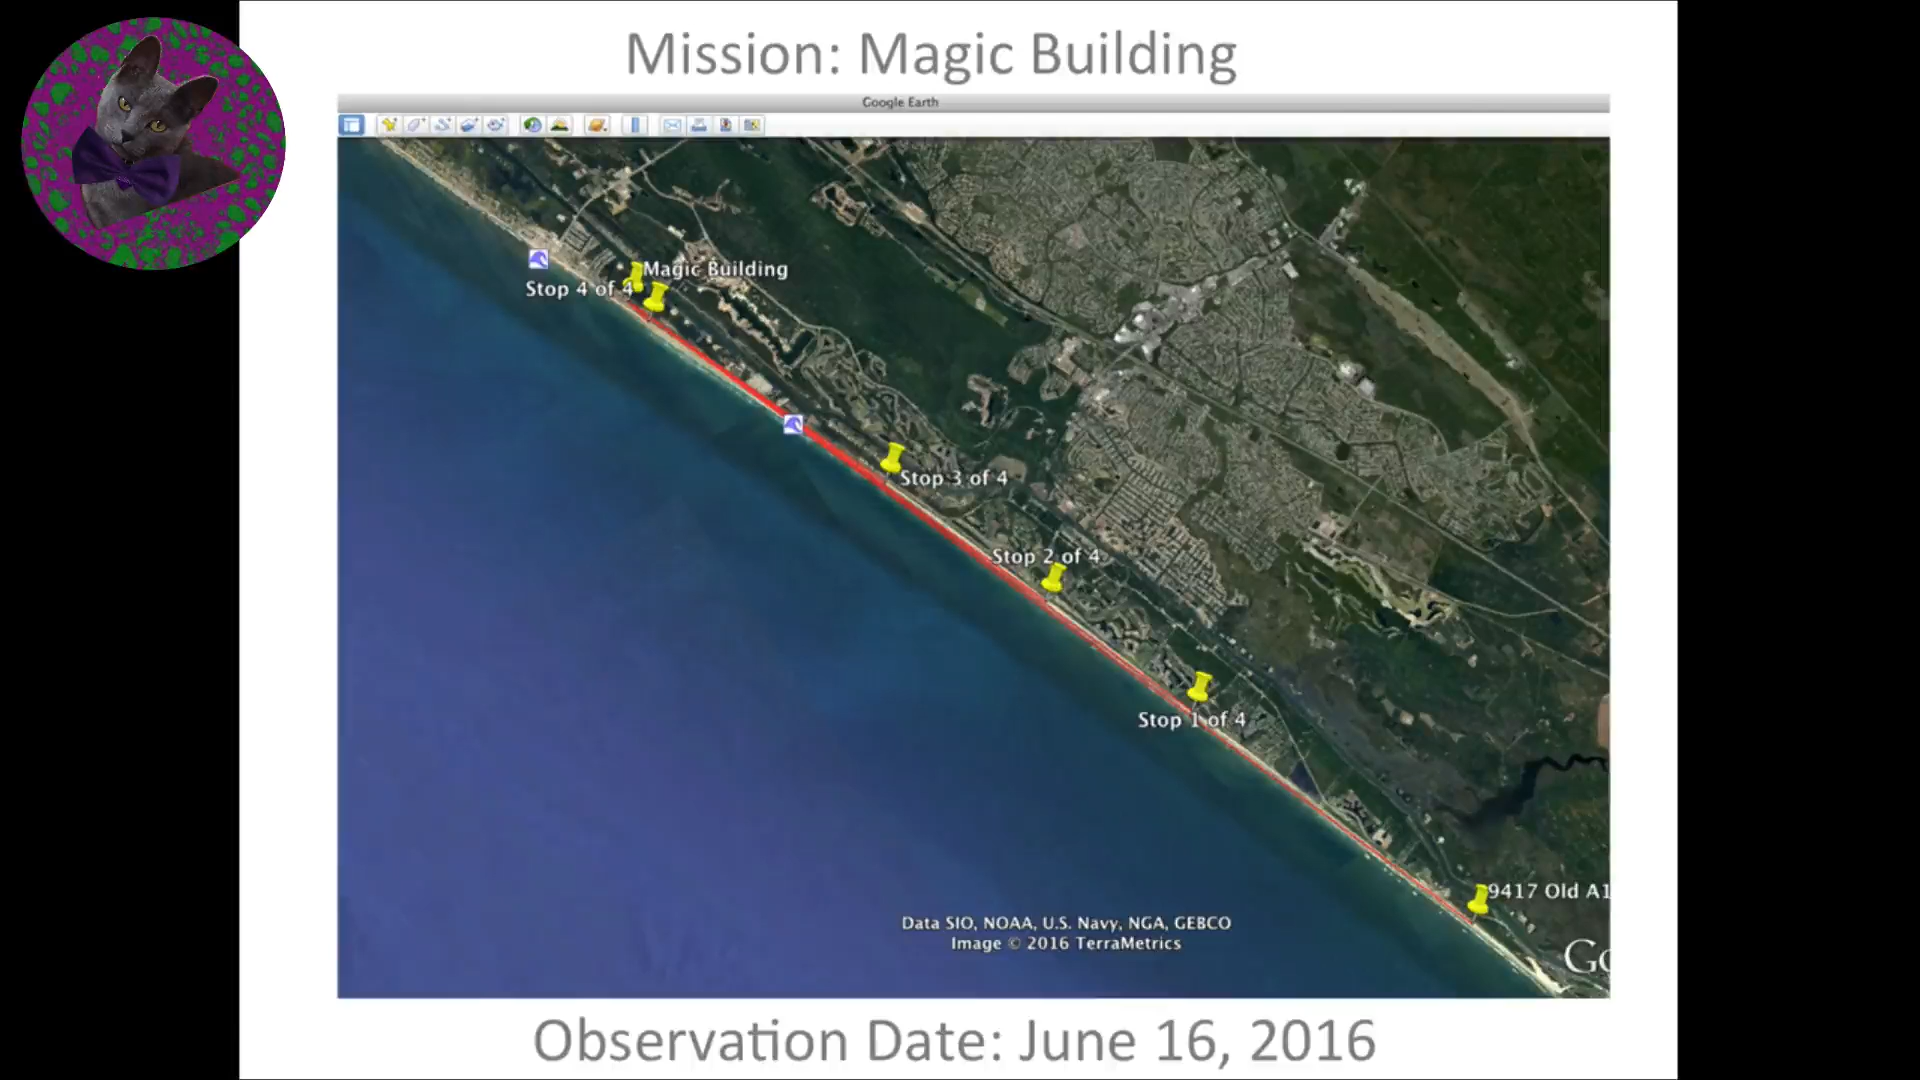 Mission: Magic Building
Google Earth
Magic Building
Stop 4 of 4
Stop 3 of 4
Stop 2 of 4
Stop 1 of 4
9417 Old A1
Data SIO, NOAA, U.S. Navy, NGA, GEBCO
Image © 2016 TerraMetrics
Go
Observation Date: June 16, 2016